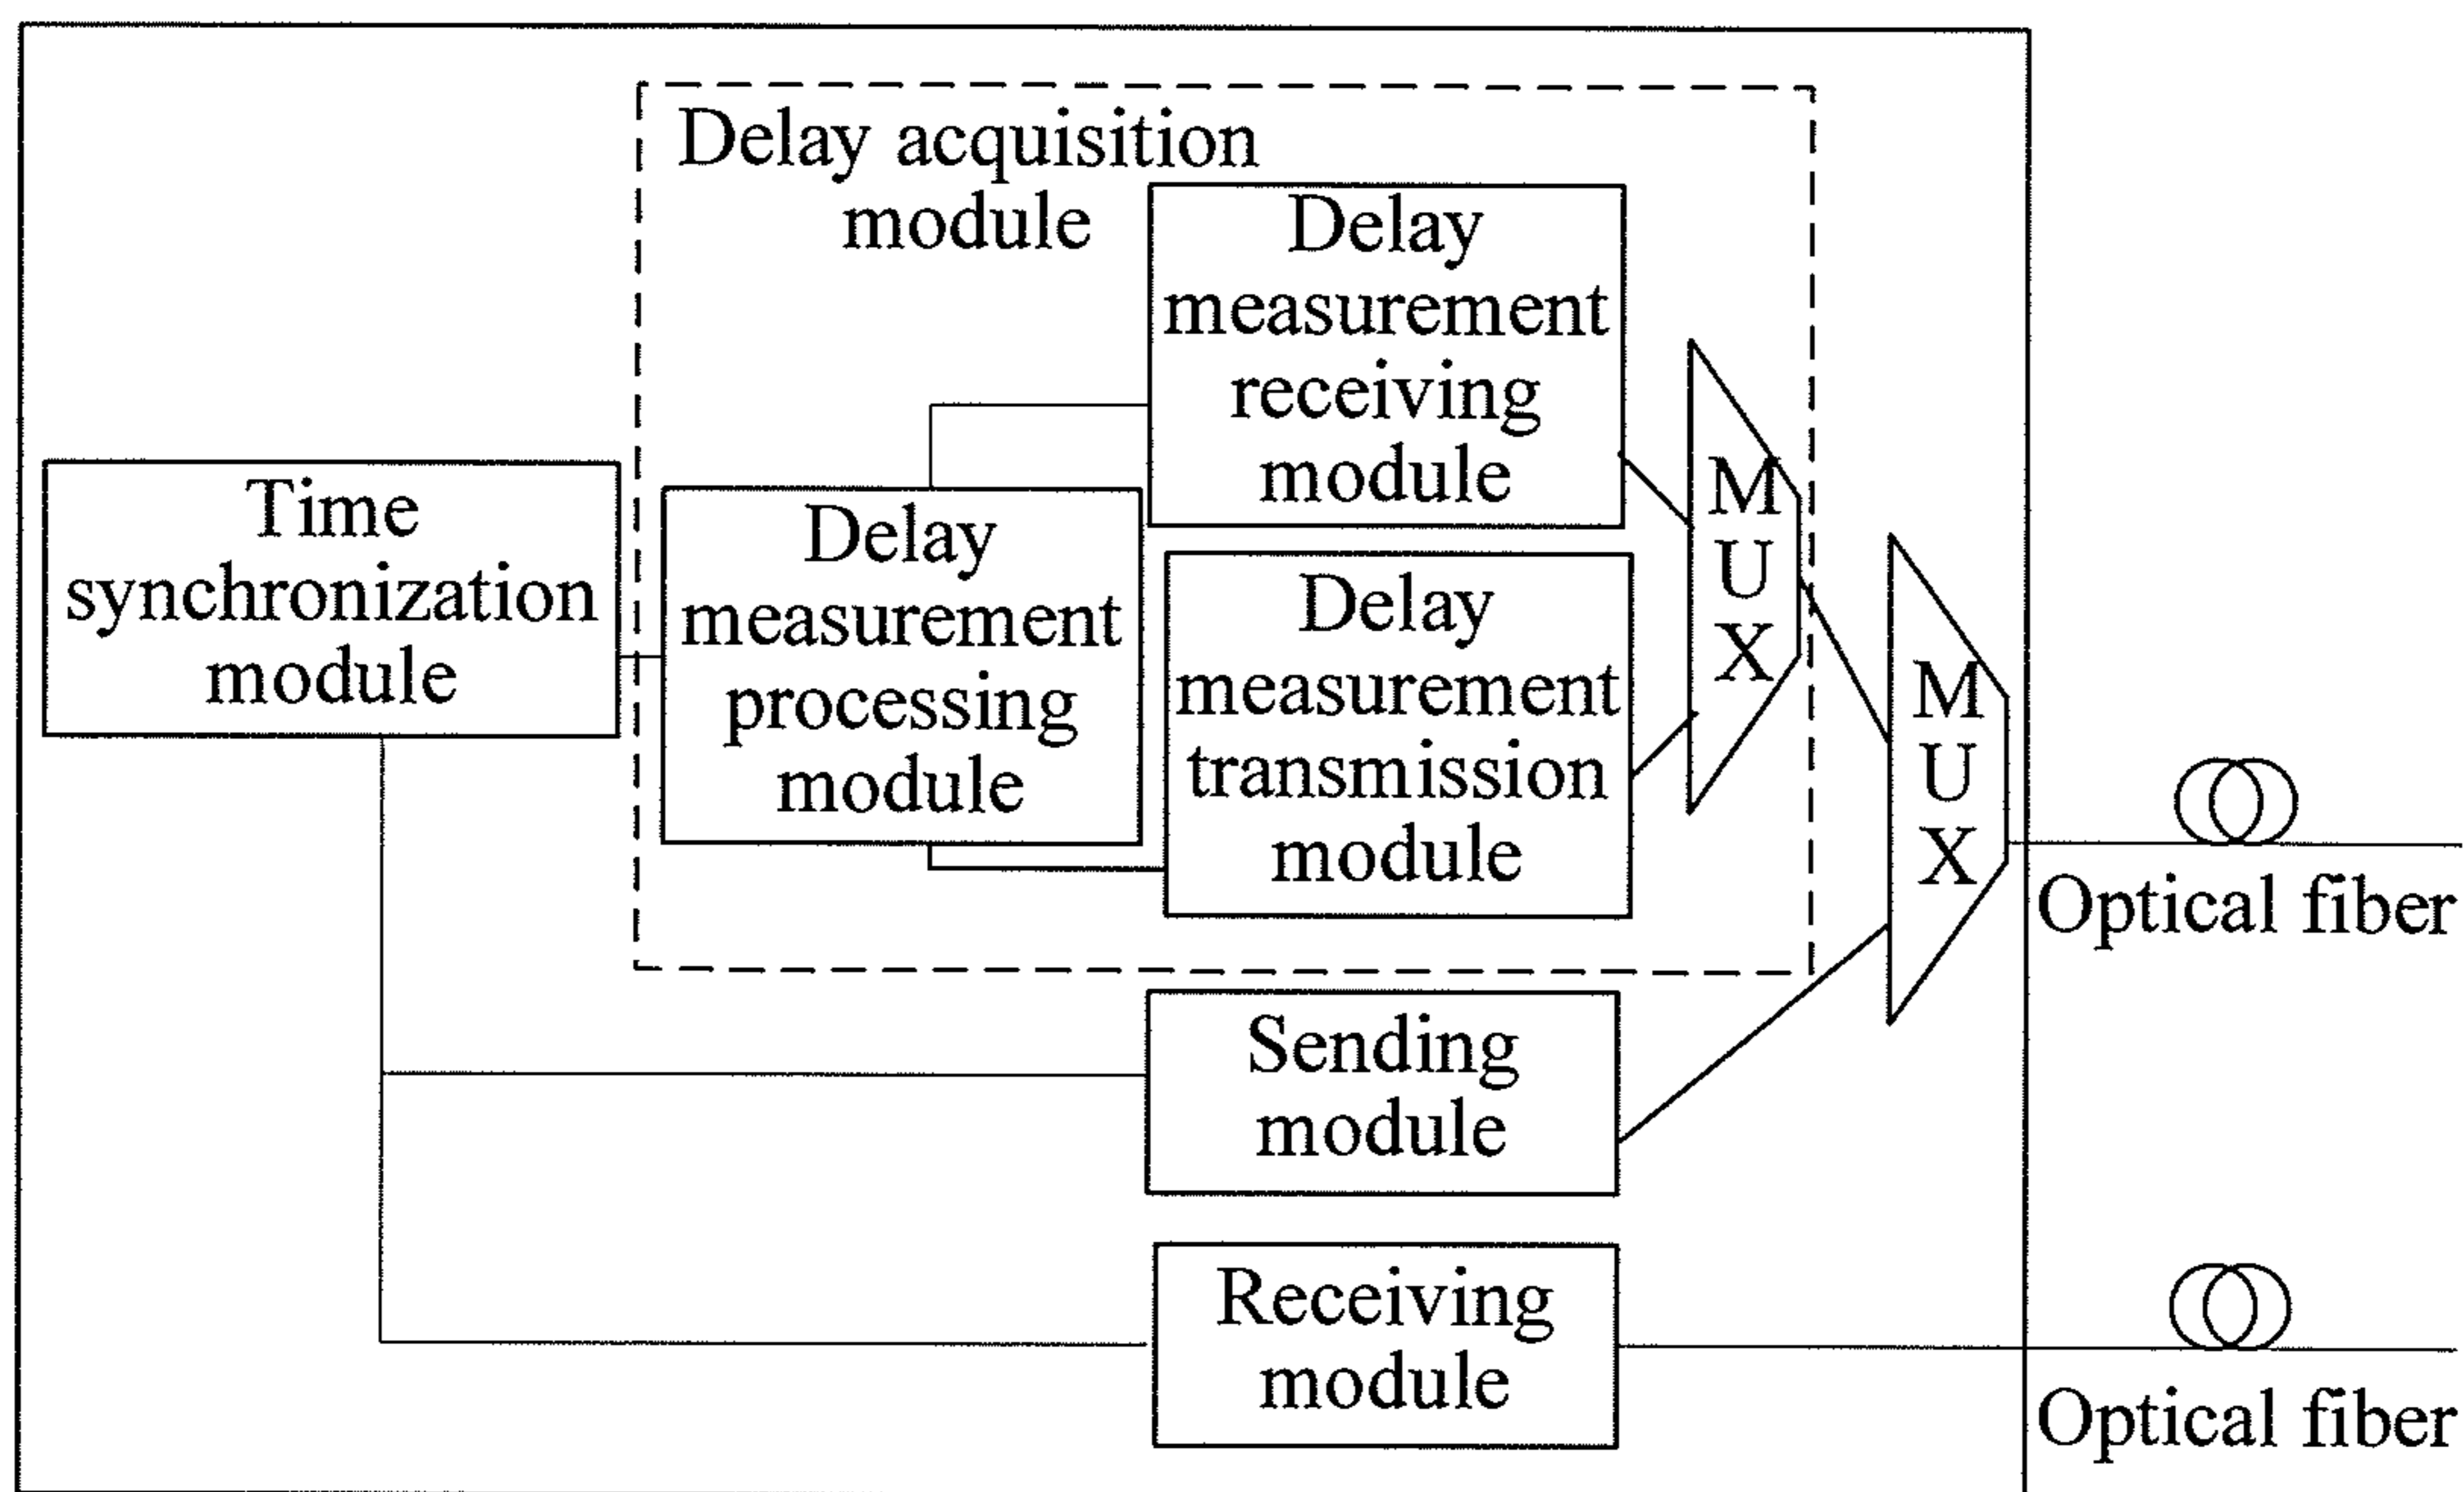 Delay acquisition
module
Delay
measurement
receiving
module
Time
synchronization
module
Delay
measurement
processing
module
Delay
measurement
transmission
module
M
U
X
M
U
X
Optical fiber
Sending
module
Receiving
module
Optical fiber